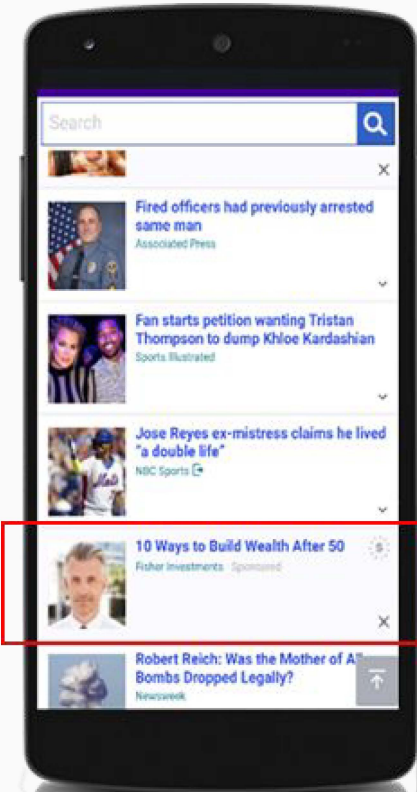 Search
Fired officers had previously arrested
same man
Associated Press
Fan starts petition wanting Tristan
Thompson to dump Khloe Kardashian
Sports Illustrated
Jose Reyes ex-mistress claims he lived
"a double life"
NBC Sports
10 Ways to Build Wealth After 50
$
Fisher Investments Sponsored
Robert Reich: Was the Mother of
Bombs Dropped Legally?
Newsweek